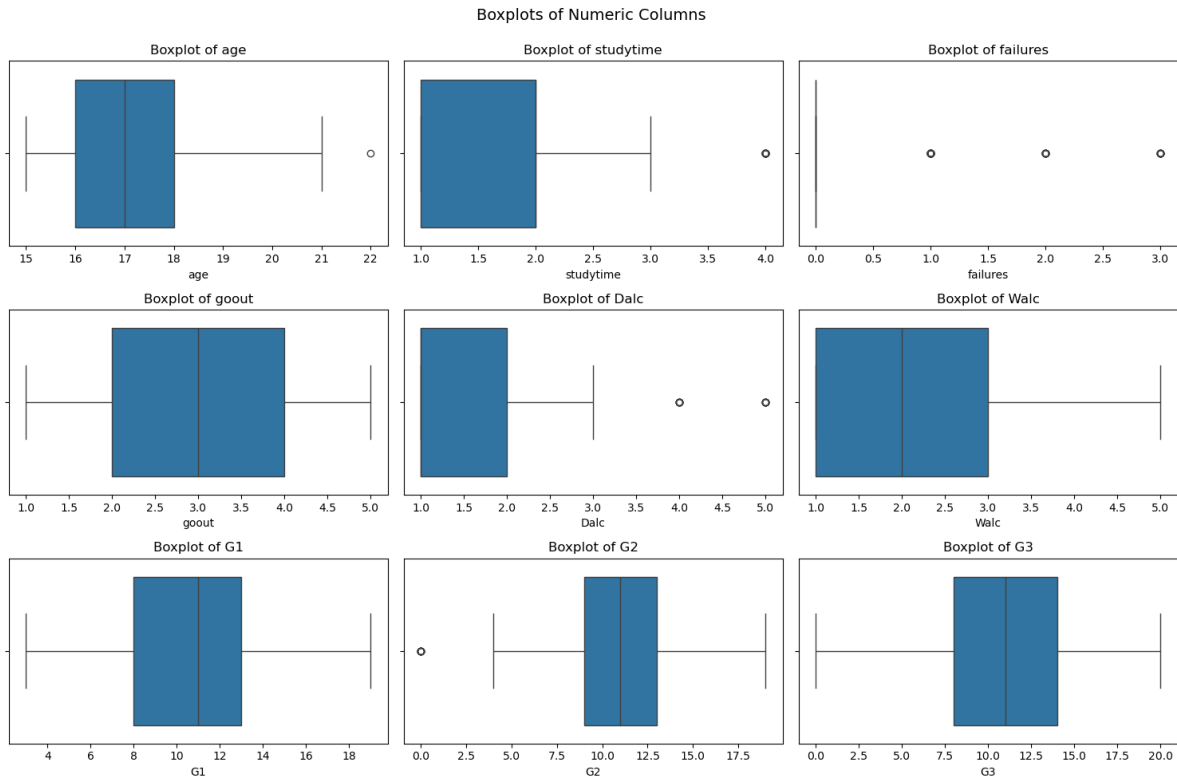 Boxplots of Numeric Columns
Boxplot of age
15 16 17 18 19 20 21 22
age
Boxplot of studytime
1.0 1.5 2.0 2.5 3.0 3.5 4.0
studytime
Boxplot of failures
0.0 0.5 1.0 1.5 2.0 2.5 3.0
failures
Boxplot of goout
1.0 1.5 2.0 2.5 3.0 3.5 4.0 4.5 5.0
goout
Boxplot of Dalc
1.0 1.5 2.0 2.5 3.0 3.5 4.0 4.5 5.0
Dalc
Boxplot of Walc
1.0 1.5 2.0 2.5 3.0 3.5 4.0 4.5 5.0
Walc
Boxplot of G1
4 6 8 10 12 14 16 18
G1
Boxplot of G2
0.0 2.5 5.0 7.5 10.0 12.5 15.0 17.5
G2
Boxplot of G3
0.0 2.5 5.0 7.5 10.0 12.5 15.0 17.5 20.0
G3